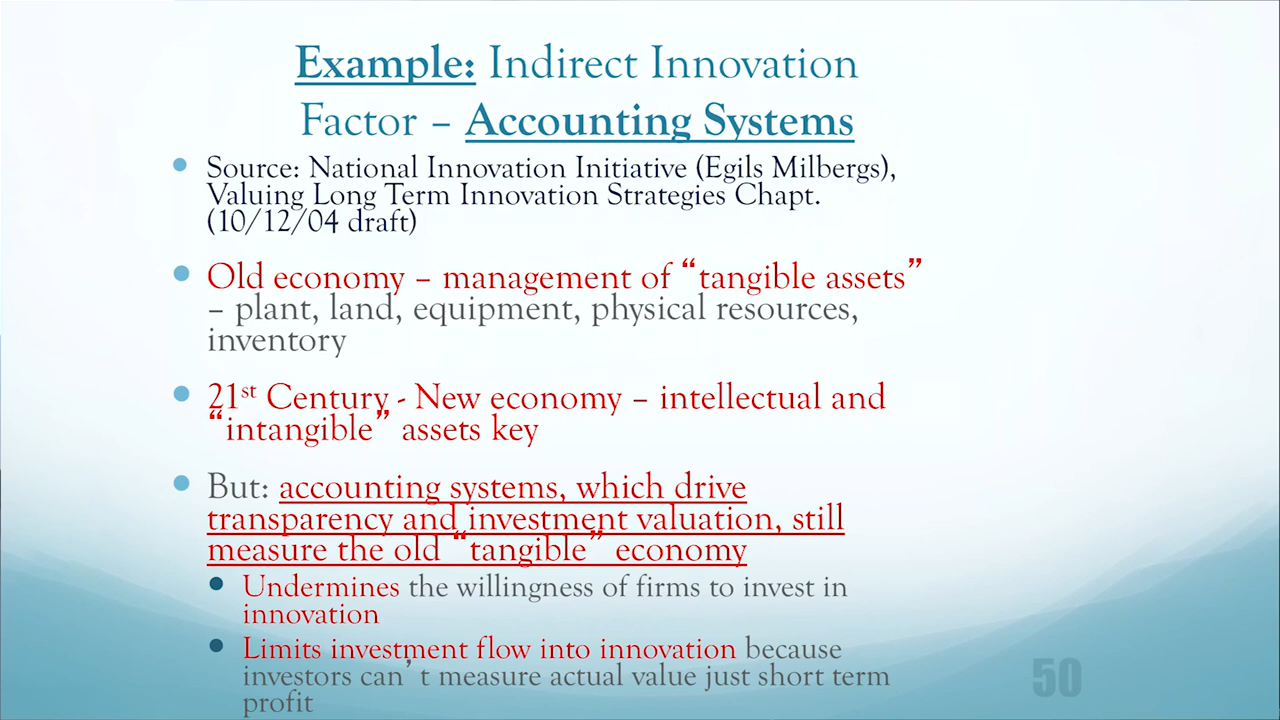 Example: Indirect Innovation
Factor – Accounting Systems
• Source: National Innovation Initiative (Egils Milbergs),
Valuing Long Term Innovation Strategies Chapt.
(10/12/04 draft)
• Old economy – management of “tangible assets”
– plant, land, equipment, physical resources,
inventory
• 21st Century - New economy – intellectual and
“intangible” assets key
• But: accounting systems, which drive
transparency and investment valuation, still
measure the old “tangible” economy
• Undermines the willingness of firms to invest in
innovation
• Limits investment flow into innovation because
investors can’t measure actual value just short term
profit
50